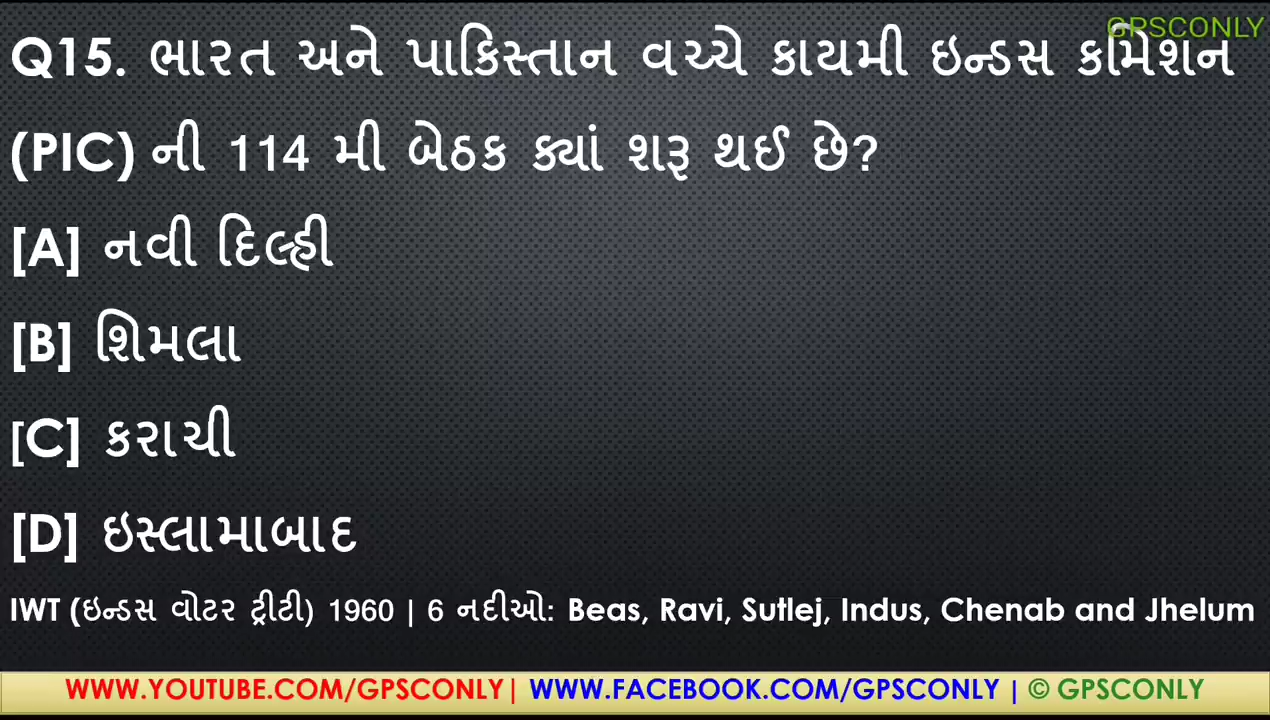 GPSCONLY
Q15. ભારત અને પાકિસ્તાન વચ્ચે કાયમી ઇન્ડસ કમિશન
(PIC) ની 114 મી બેઠક ક્યાં શરૂ થઈ છે?
[A] નવી દિલ્હી
[B] શિમલા
[C] કરાચી
[D] ઇસ્લામાબાદ
IWT (ઇન્ડસ વોટર ટ્રીટી) 1960 | 6 નદીઓ: Beas, Ravi, Sutlej, Indus, Chenab and Jhelum
WWW.YOUTUBE.COM/GPSCONLY | WWW.FACEBOOK.COM/GPSCONLY | © GPSCONLY